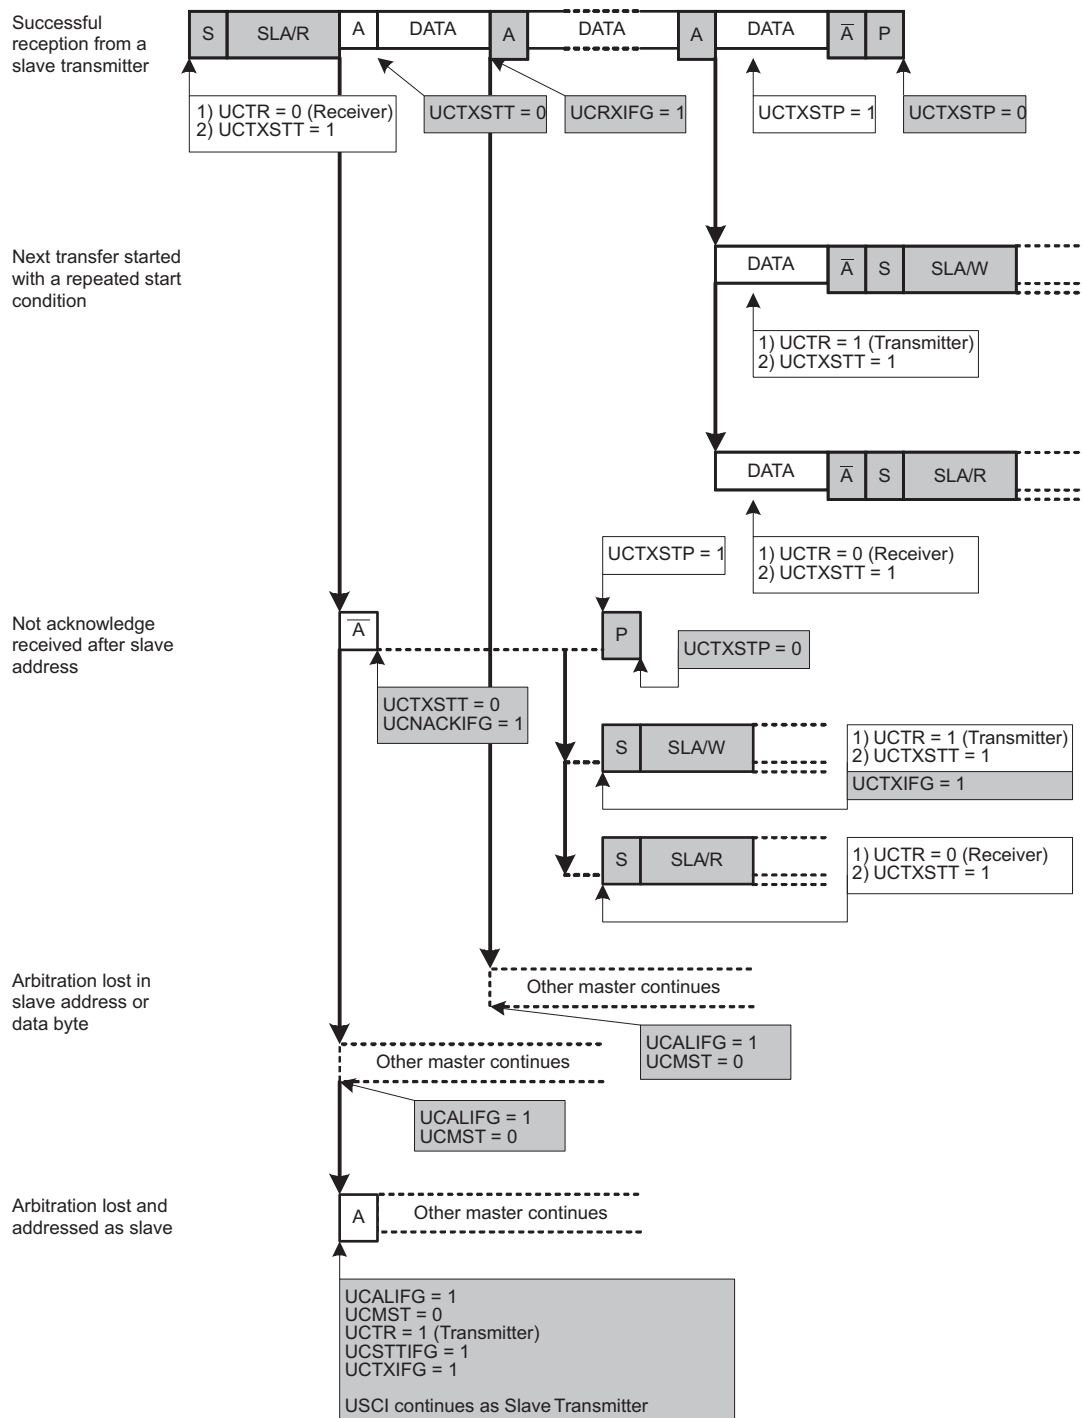 Successful
reception from a
slave transmitter
S SLA/R A DATA A DATA A DATA A̅ P
1) UCTR = 0 (Receiver)
2) UCTXSTT = 1
UCTXSTT = 0
UCRXIFG = 1
UCTXSTP = 1
UCTXSTP = 0
Next transfer started
with a repeated start
condition
DATA A̅ S SLA/W
1) UCTR = 1 (Transmitter)
2) UCTXSTT = 1
DATA A̅ S SLA/R
1) UCTR = 0 (Receiver)
2) UCTXSTT = 1
UCTXSTP = 1
Not acknowledge
received after slave
address
A̅
P
UCTXSTP = 0
UCTXSTT = 0
UCNACKIFG = 1
S SLA/W
1) UCTR = 1 (Transmitter)
2) UCTXSTT = 1
UCTXIFG = 1
S SLA/R
1) UCTR = 0 (Receiver)
2) UCTXSTT = 1
Arbitration lost in
slave address or
data byte
Other master continues
UCALIFG = 1
UCMST = 0
Other master continues
UCALIFG = 1
UCMST = 0
Arbitration lost and
addressed as slave
A Other master continues
UCALIFG = 1
UCMST = 0
UCTR = 1 (Transmitter)
UCSTTIFG = 1
UCTXIFG = 1
USCI continues as Slave Transmitter